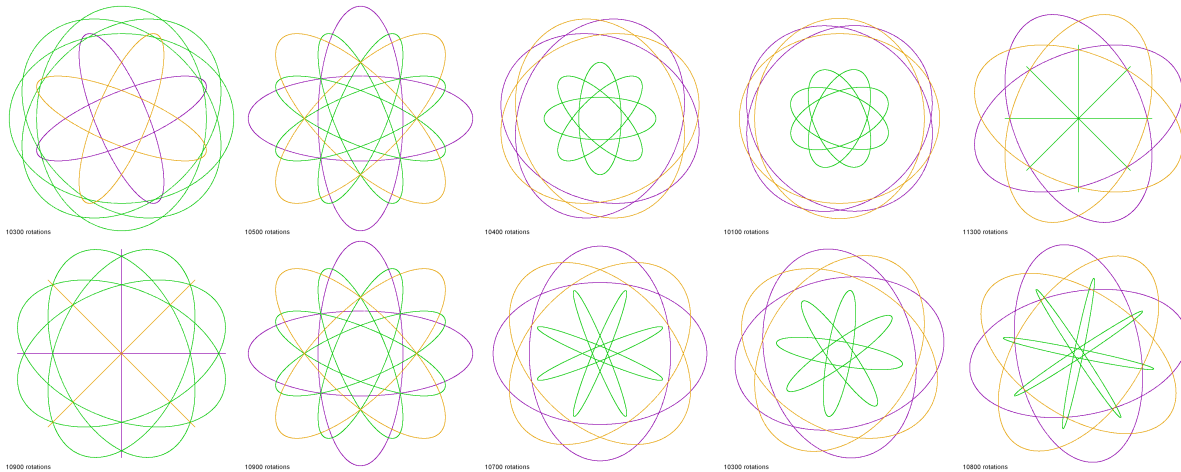 10300 rotations
10500 rotations
10400 rotations
10100 rotations
11300 rotations
10900 rotations
10900 rotations
10700 rotations
10300 rotations
10800 rotations